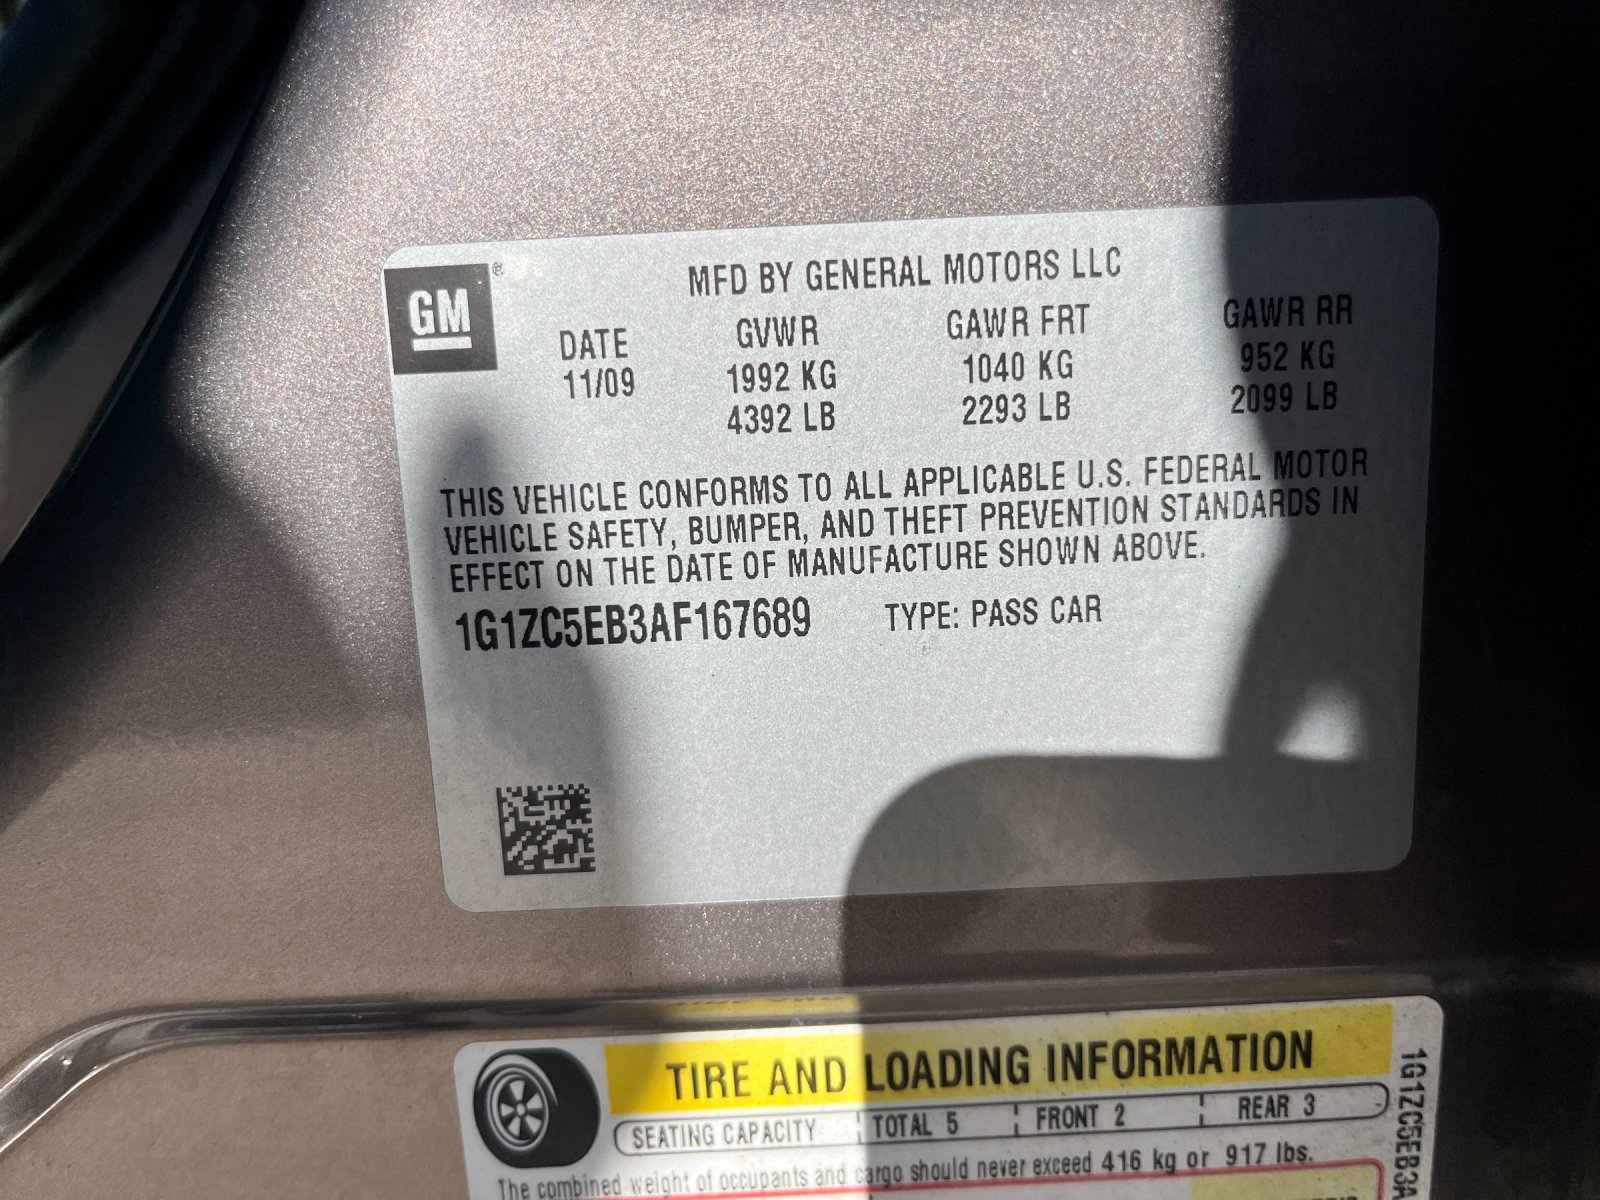 GM ®
MFD BY GENERAL MOTORS LLC
DATE GVWR GAWR FRT GAWR RR
11/09 1992 KG 1040 KG 952 KG
4392 LB 2293 LB 2099 LB
THIS VEHICLE CONFORMS TO ALL APPLICABLE U.S. FEDERAL MOTOR
VEHICLE SAFETY, BUMPER, AND THEFT PREVENTION STANDARDS IN
EFFECT ON THE DATE OF MANUFACTURE SHOWN ABOVE.
1G1ZC5EB3AF167689 TYPE: PASS CAR
TIRE AND LOADING INFORMATION
SEATING CAPACITY TOTAL 5 FRONT 2 REAR 3
The combined weight of occupants and cargo should never exceed 416 kg or 917 lbs.
1G1ZC5EB3A